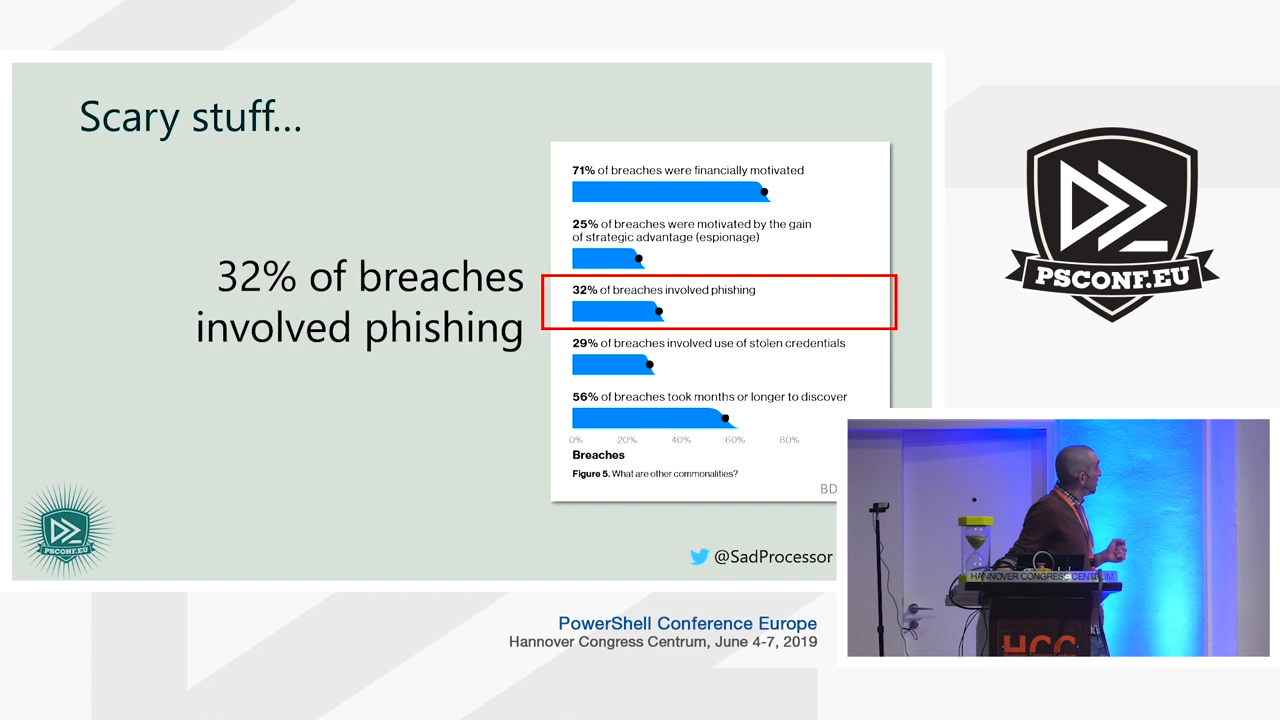 Scary stuff...
32% of breaches
involved phishing
71% of breaches were financially motivated
25% of breaches were motivated by the gain
of strategic advantage (espionage)
32% of breaches involved phishing
29% of breaches involved use of stolen credentials
56% of breaches took months or longer to discover
0% 20% 40% 60% 80%
Breaches
Figure 5. What are other commonalities?
BD
PSCONF.EU
@SadProcessor
PSCONF.EU
HANNOVER CONGRESS CENTRUM
HCC
Hannover Congress Centrum
PowerShell Conference Europe
Hannover Congress Centrum, June 4-7, 2019